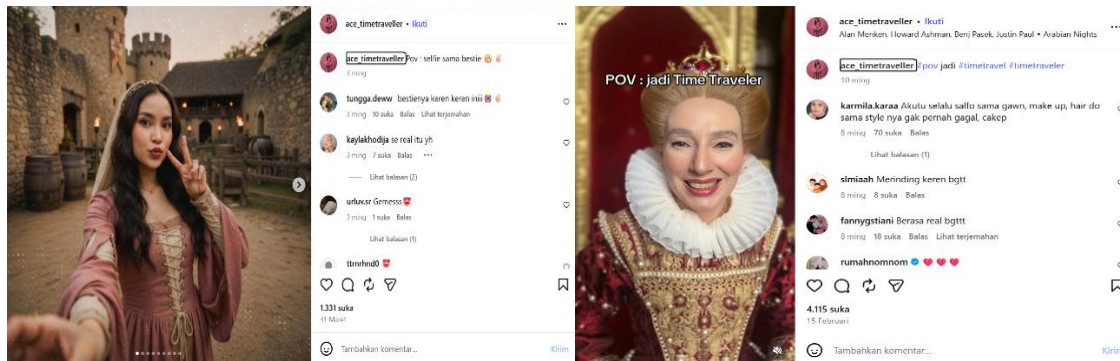 ace_timetraveller • Ikuti
ace_timetraveller Pov : selfie sama bestie 🥰✌🏻
3 ming
tungga.deww bestienya keren keren iniii
3 ming 10 suka Balas Lihat terjemahan
kaylakhodija se real itu yh
3 ming 7 suka Balas
Lihat balasan (2)
urluv.sr Gernesss
3 ming 1 suka Balas
Lihat balasan (1)
ttrnrhnd0
1.331 suka
Tambahkan komentar...
Kirim
POV : jadi Time Traveler
ace_timetraveller • Ikuti
Alan Menken, Howard Ashman, Benj Pasek, Justin Paul • Arabian Nights
ace_timetraveller #pov jadi #timetravel #timetraveler
10 ming
karmila.karaa Akutu selalu salfo sama gawn, make up, hair do
sama style nya gak pernah gagal, cakep
8 ming 70 suka Balas
Lihat balasan (1)
slmiaah Merinding keren bgtt
8 ming 8 suka Balas
fannygstiani Berasa real bgttt
8 ming 18 suka Balas Lihat terjemahan
rumahnomnom ❤❤❤
4.115 suka
15 Februari
Tambahkan komentar...
Kirim